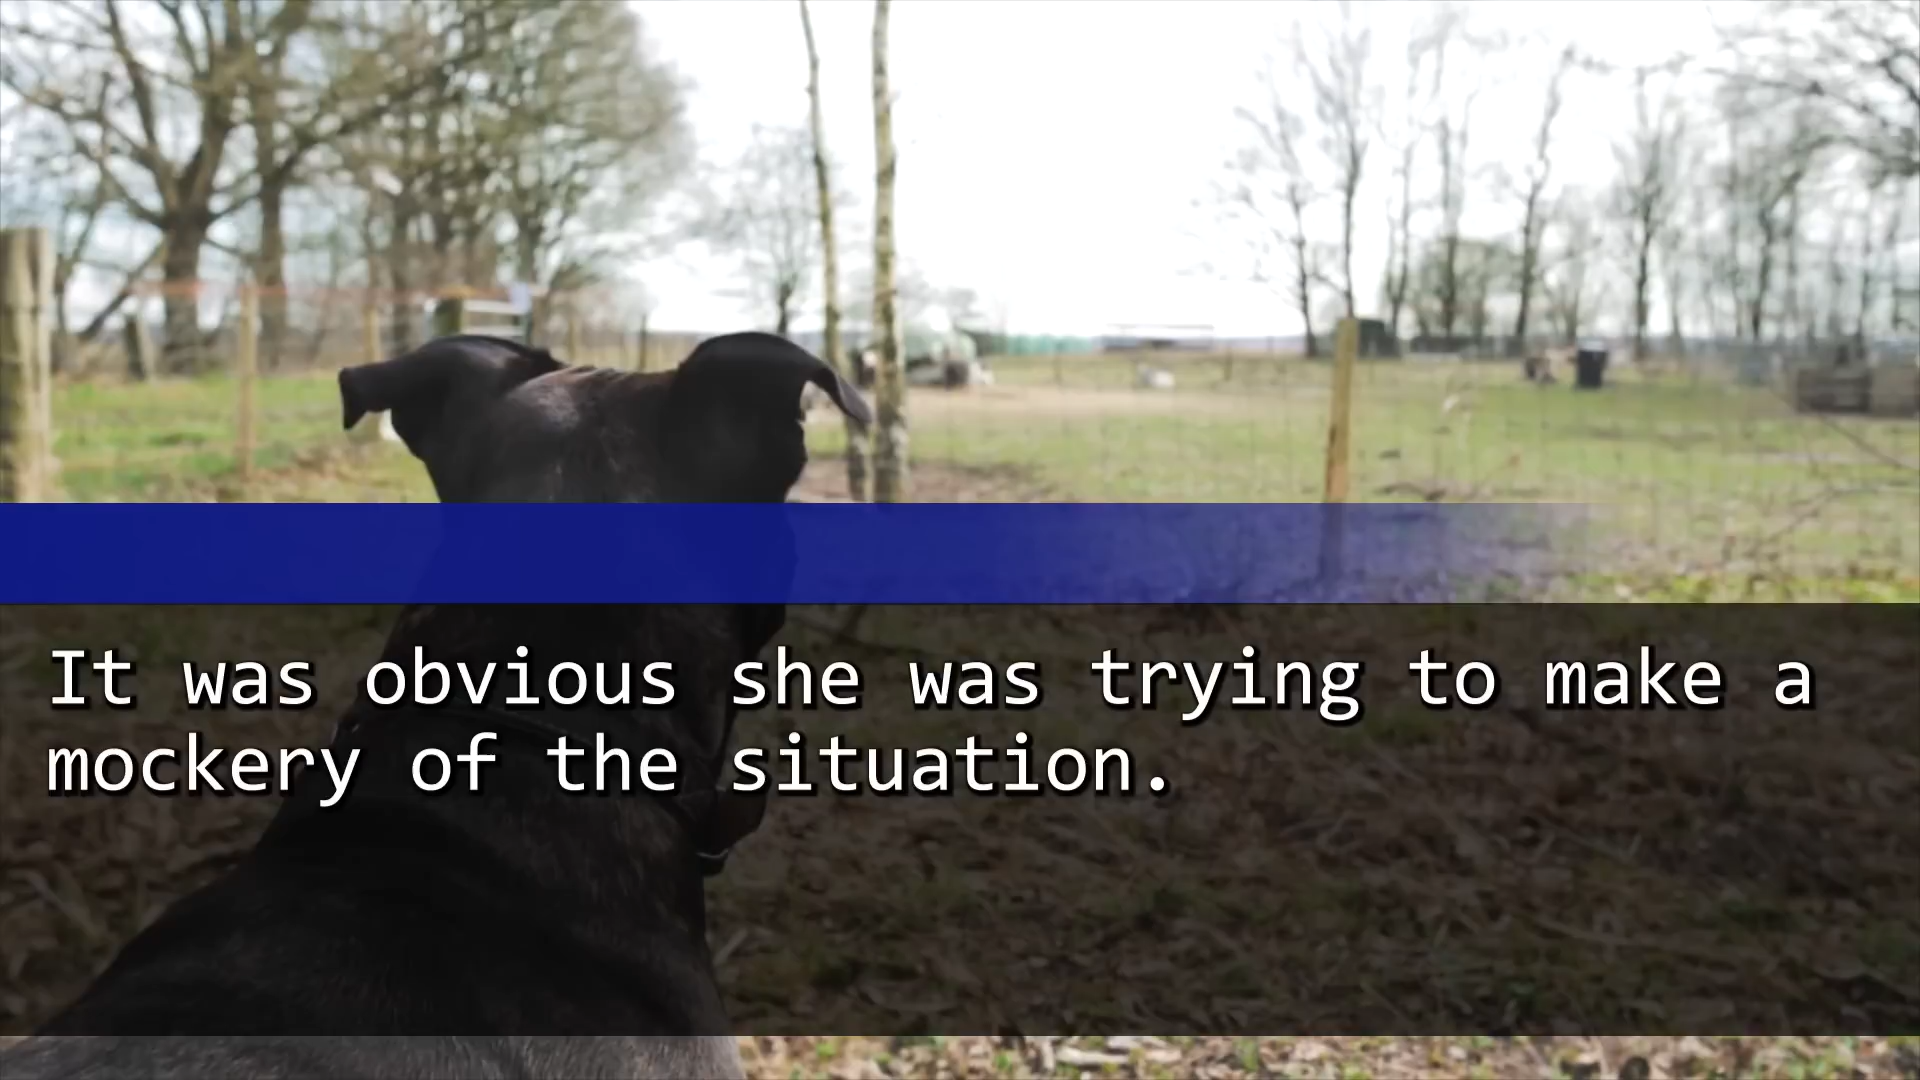 It was obvious she was trying to make a
mockery of the situation.